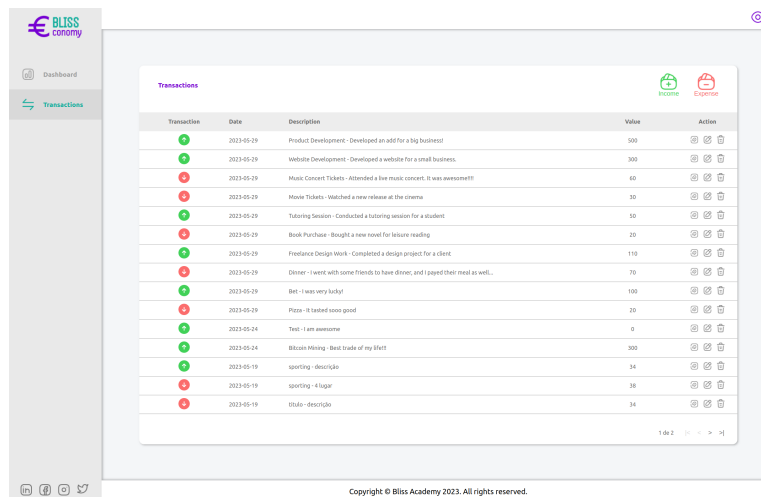 BLISS
conomy
Dashboard
Transactions
Transactions
Income Expense
Transaction Date Description Value Action
2023-05-29 Product Development - Developed an add for a big business! 500
2023-05-29 Website Development - Developed a website for a small business. 300
2023-05-29 Music Concert Tickets - Attended a live music concert. It was awesome!!!! 60
2023-05-29 Movie Tickets - Watched a new release at the cinema 30
2023-05-29 Tutoring Session - Conducted a tutoring session for a student 50
2023-05-29 Book Purchase - Bought a new novel for leisure reading 20
2023-05-29 Freelance Design Work - Completed a design project for a client 110
2023-05-29 Dinner - I went with some friends to have dinner, and I payed their meal as well... 70
2023-05-29 Bet - I was very lucky! 100
2023-05-29 Pizza - It tasted sooo good 20
2023-05-24 Test - I am awesome 0
2023-05-24 Bitcoin Mining - Best trade of my life!!! 300
2023-05-19 sporting - descrição 34
2023-05-19 sporting - 4 lugar 38
2023-05-19 titulo - descrição 34
1 de 2 |< < > >|
Copyright © Bliss Academy 2023. All rights reserved.